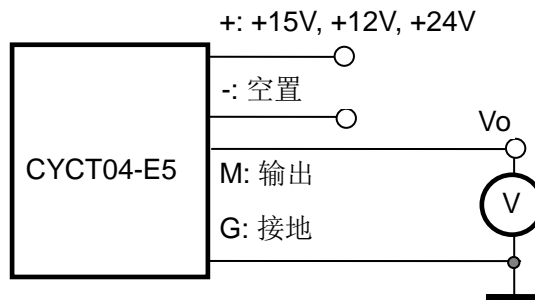 +: +15V, +12V, +24V
-: 空置
Vo
CYCT04-E5
M: 输出
V
G: 接地